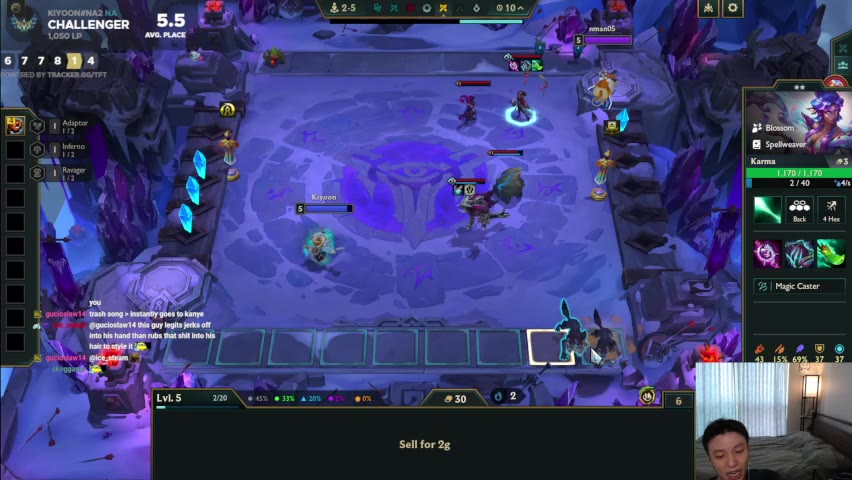 KIYOON#NA2 NA
CHALLENGER
1,050 LP
5.5
AVG. PLACE
6 7 7 8 1 4
POWERED BY TRACKER.GG/TFT
2-5
10
nman05
5
1 Adaptor
1 / 2
1 Inferno
1 / 2
1 Ravager
1 / 2
Kiyoon
5
Blossom
Spellweaver
Karma
3
1,170 / 1,170
2 / 40
4/s
Back
4 Hex
Magic Caster
43 15% 69% 37 37
you
gucioslaw14 trash song > instantly goes to kanye
@gucioslaw14 this guy legits jerks off
into his hand than rubs that shit into his
hair to style it
gucioslaw14 @ice_steam
Lvl. 5
2/20
45% 33% 20% 2% 0%
30
2
6
Sell for 2g